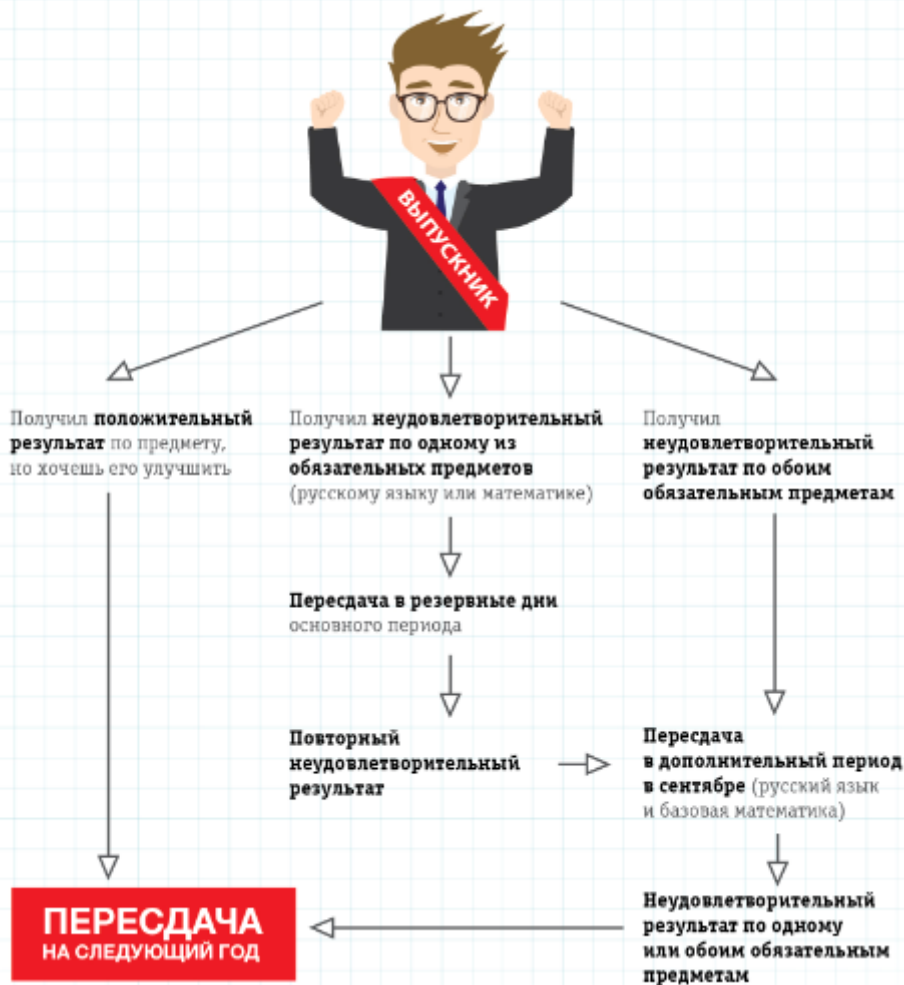 ВЫПУСКНИК
Получил положительный
результат по предмету,
но хочешь его улучшить
Получил неудовлетворительный
результат по одному из
обязательных предметов
(русскому языку или математике)
Получил
неудовлетворительный
результат по обоим
обязательным предметам
Пересдача в резервные дни
основного периода
Повторный
неудовлетворительный
результат
Пересдача
в дополнительный период
в сентябре (русский язык
и базовая математика)
Неудовлетворительный
результат по одному
или обоим обязательным
предметам
ПЕРЕСДАЧА
НА СЛЕДУЮЩИЙ ГОД